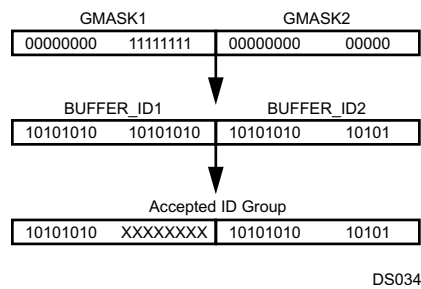 GMASK1 GMASK2
00000000 11111111 00000000 00000
BUFFER_ID1 BUFFER_ID2
10101010 10101010 10101010 10101
Accepted ID Group
10101010 XXXXXXXX 10101010 10101
DS034